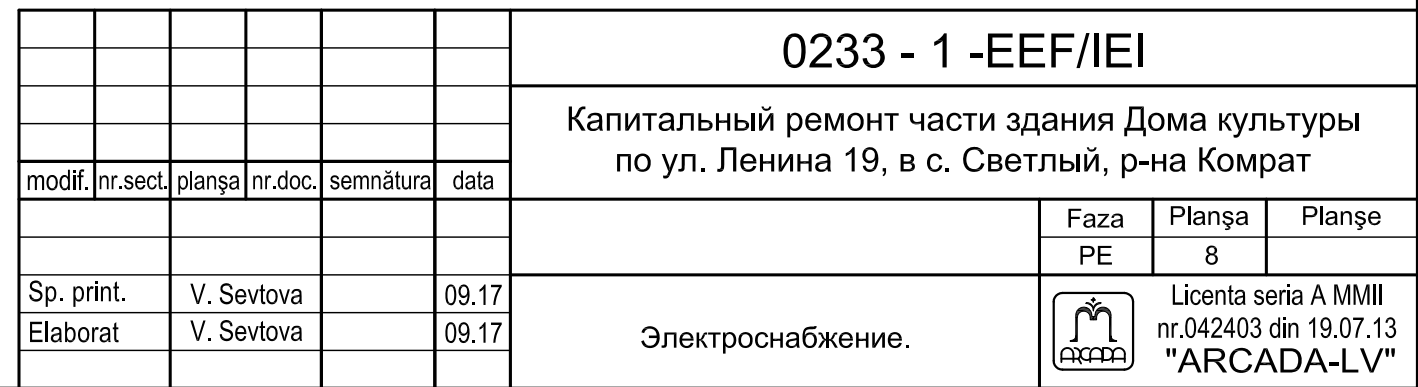 0233 - 1 -EEF/IEI
Капитальный ремонт части здания Дома культуры
по ул. Ленина 19, в с. Светлый, р-на Комрат
modif. nr.sect. planşa nr.doc. semnătura data
Faza Planşa Planşe
PE 8
Sp. print. V. Sevtova 09.17
Elaborat V. Sevtova 09.17
Электроснабжение.
ARCADA
Licenta seria A MMII
nr.042403 din 19.07.13
"ARCADA-LV"